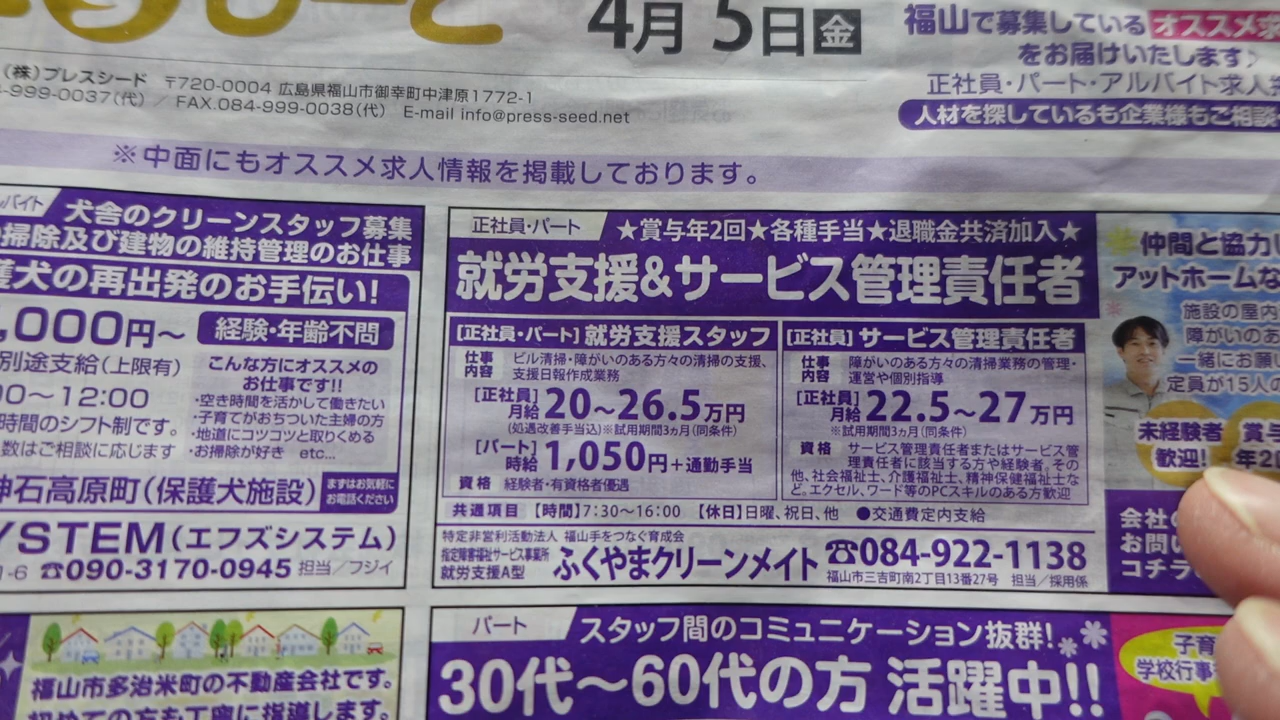 4月5日 金
(株)プレスシード 〒720-0004 広島県福山市御幸町中津原1772-1
-999-0037(代) / FAX.084-999-0038(代) E-mail info@press-seed.net
福山で募集している オススメ求
をお届けいたします♪
正社員・パート・アルバイト求人
人材を探しているも企業様もご相談
※中面にもオススメ求人情報を掲載しております。
バイト
犬舎のクリーンスタッフ募集
掃除及び建物の維持管理のお仕事
護犬の再出発のお手伝い!
,000円〜
経験・年齢不問
別途支給(上限有)
00〜12:00
時間のシフト制です。
数はご相談に応じます
こんな方にオススメの
お仕事です!!
・空き時間を活かして働きたい
・子育てがおちついた主婦の方
・地道にコツコツと取りくめる
・お掃除が好き etc...
神石高原町(保護犬施設)
まずはお気軽に
お電話ください
YSTEM(エフズシステム)
1-6 ☎090-3170-0945 担当/フジイ
正社員・パート
★賞与年2回★各種手当★退職金共済加入★
就労支援&サービス管理責任者
[正社員・パート] 就労支援スタッフ
仕事内容 ビル清掃・障がいのある方々の清掃の支援、
支援日報作成業務
[正社員]月給 20〜26.5万円
(処遇改善手当込)※試用期間3ヵ月(同条件)
[パート]時給 1,050円+通勤手当
資格 経験者・有資格者優遇
[正社員] サービス管理責任者
仕事内容 障がいのある方々の清掃業務の管理・
運営や個別指導
[正社員]月給 22.5〜27万円
※試用期間3ヵ月(同条件)
資格 サービス管理責任者またはサービス管
理責任者に該当する方や経験者。その
他、社会福祉士、介護福祉士、精神保健福祉士な
ど。エクセル、ワード等のPCスキルのある方歓迎
共通項目 【時間】7:30〜16:00 【休日】日曜、祝日、他 ●交通費定内支給
特定非営利活動法人 福山手をつなぐ育成会
指定障害福祉サービス事業所
就労支援A型
ふくやまクリーンメイト ☎084-922-1138
福山市三吉町南2丁目13番27号 担当/採用係
仲間と協力し
アットホームな
施設の屋内
障がいのあ
一緒にお願
定員が15人の
未経験者
歓迎!
賞与
年2回
会社の
お問い
コチラ
福山市多治米町の不動産会社です。
初めての方も丁寧に指導します。
パート
スタッフ間のコミュニケーション抜群!
30代〜60代の方 活躍中!!
子育
学校行事